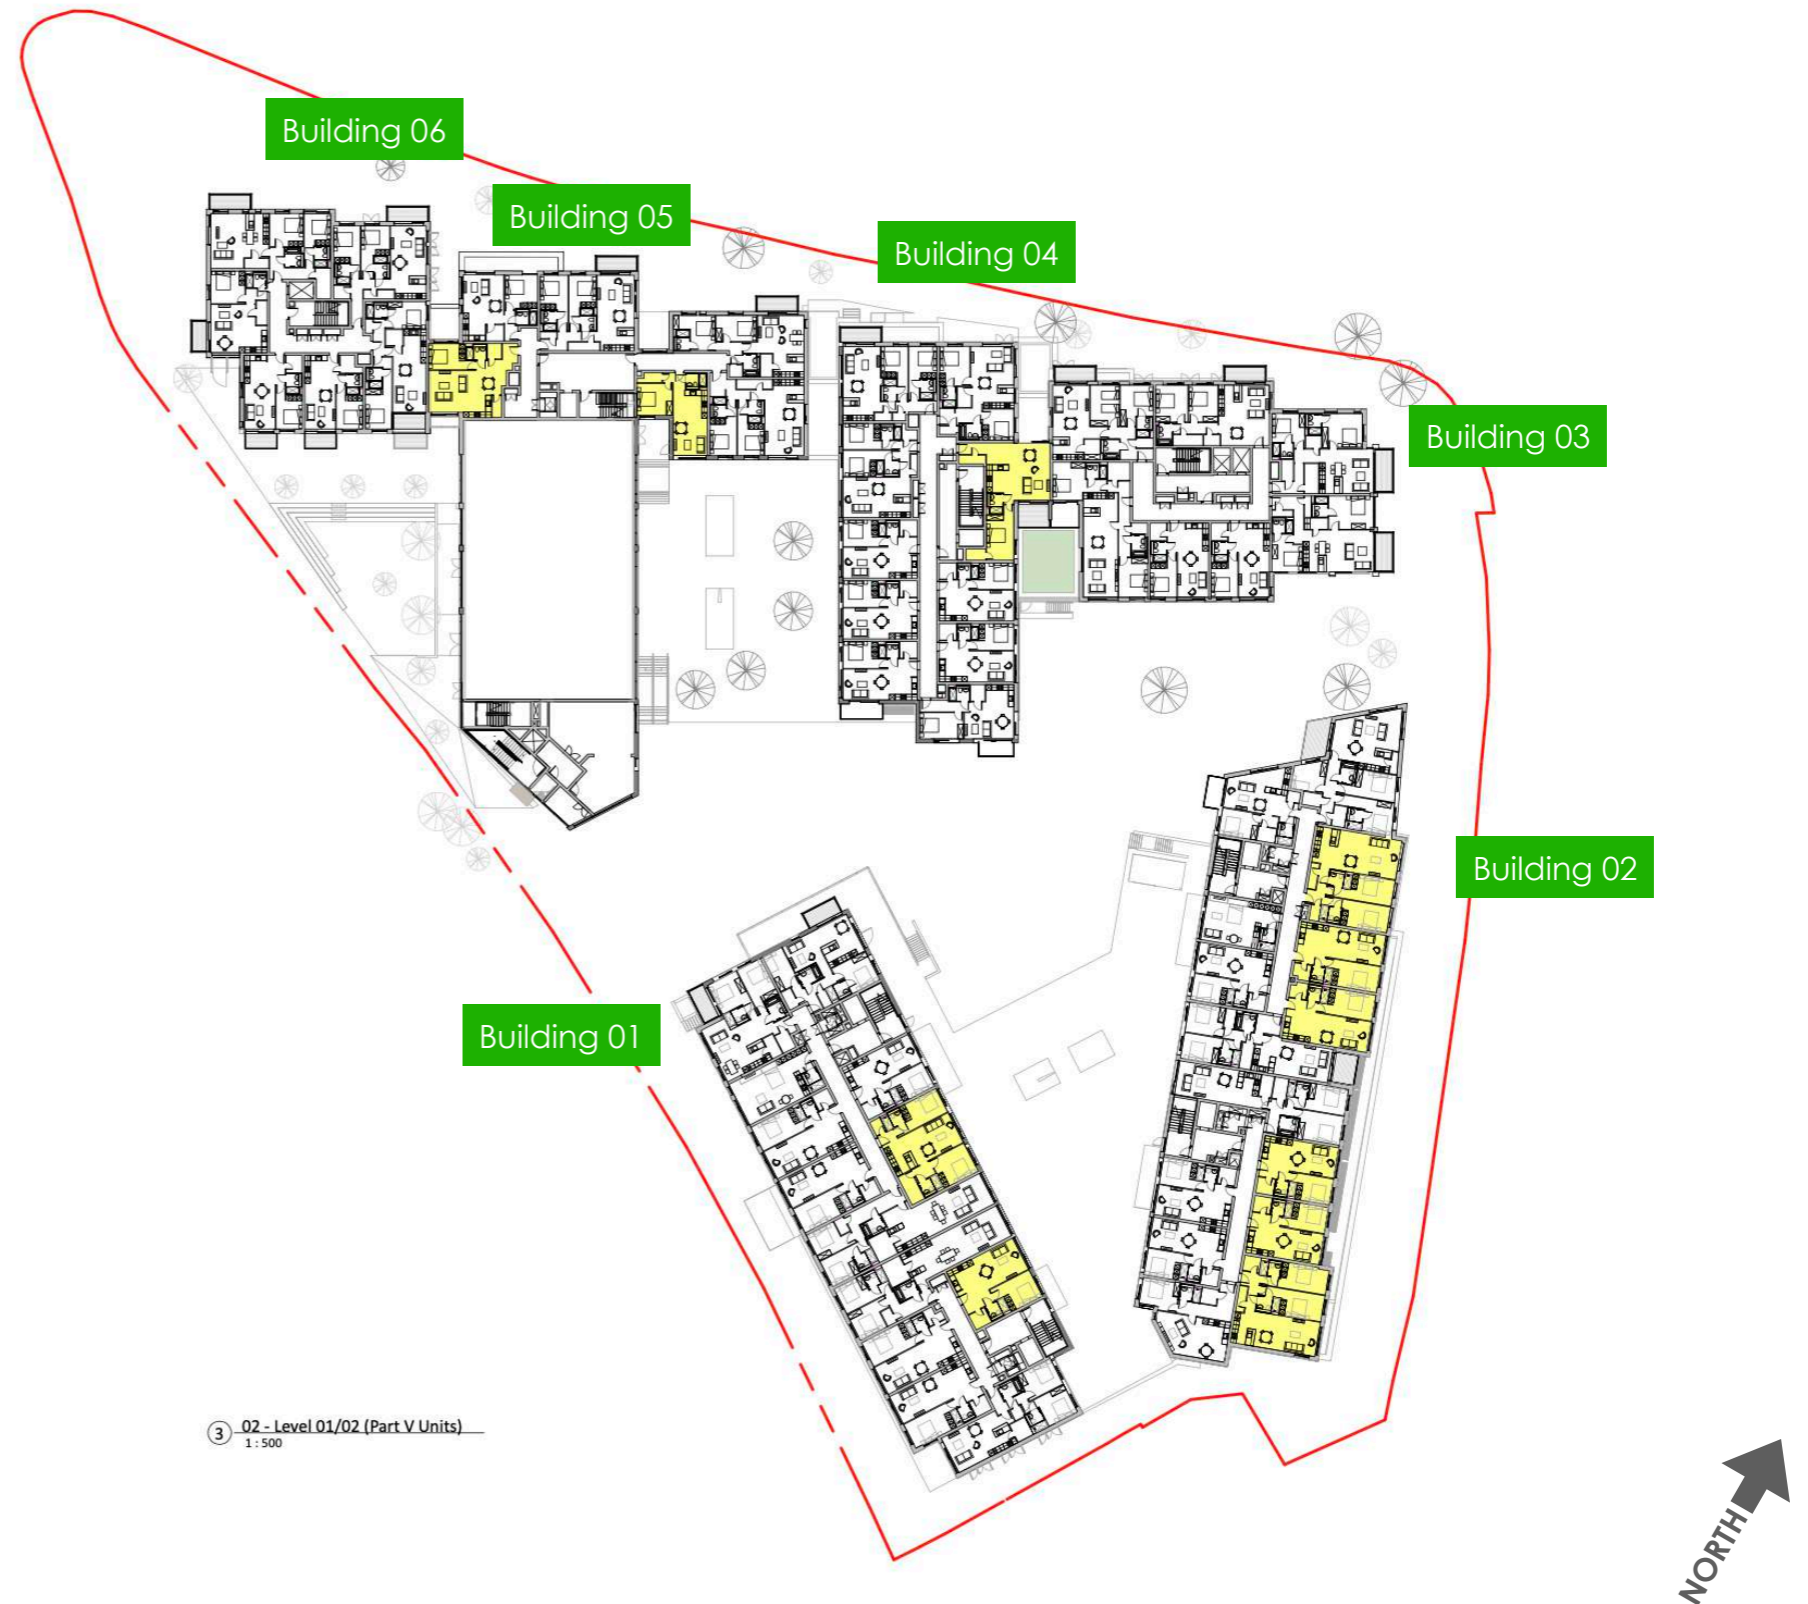 Building 06
Building 05
Building 04
Building 03
Building 02
Building 01
3 02 - Level 01/02 (Part V Units)
1 : 500
NORTH